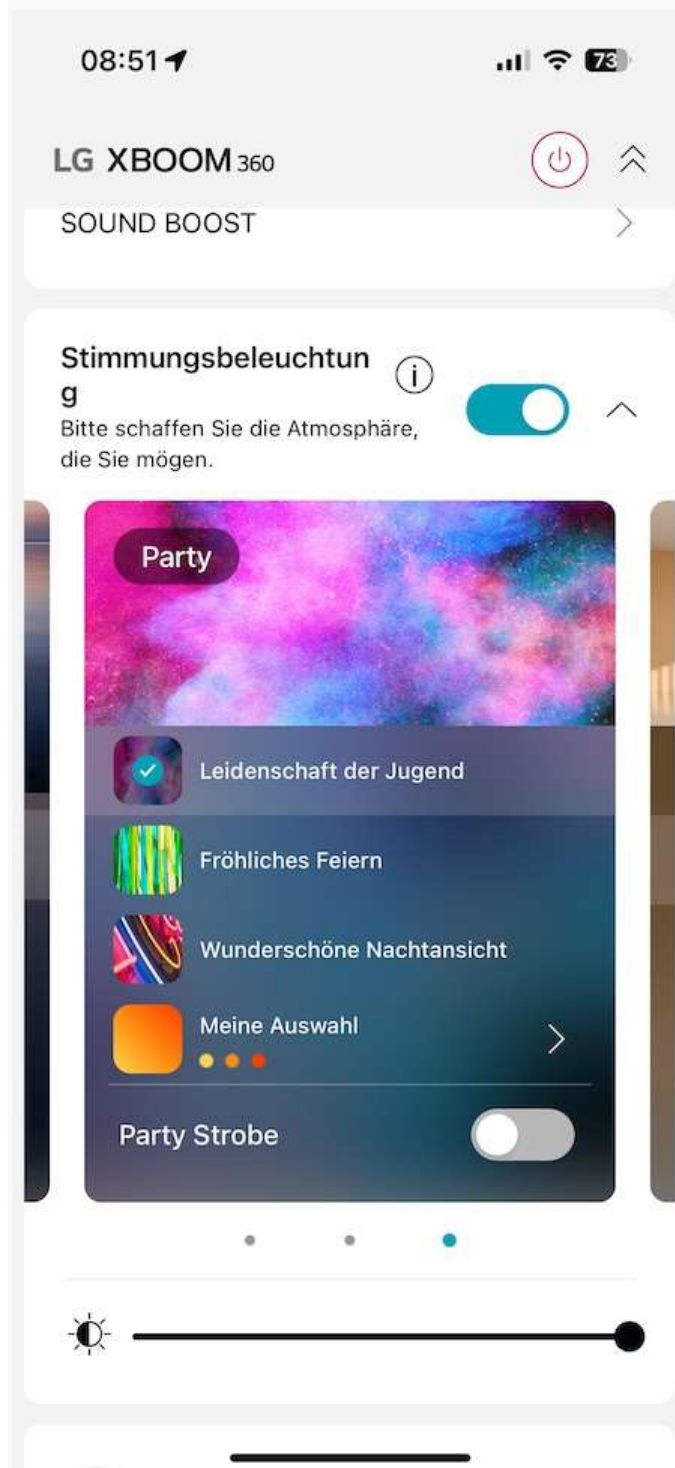 08:51
73
LG XBOOM 360
SOUND BOOST
Stimmungsbeleuchtun
g
Bitte schaffen Sie die Atmosphäre,
die Sie mögen.
Party
Leidenschaft der Jugend
Fröhliches Feiern
Wunderschöne Nachtansicht
Meine Auswahl
Party Strobe